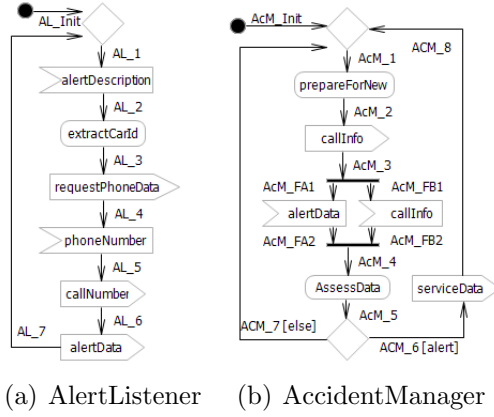 AL_Init
AL_1
alertDescription
AL_2
extractCarId
AL_3
requestPhoneData
AL_4
phoneNumber
AL_5
callNumber
AL_6
AL_7
alertData
(a) AlertListener
AcM_Init
ACM_8
AcM_1
prepareForNew
AcM_2
callInfo
AcM_3
AcM_FA1
AcM_FB1
alertData
callInfo
AcM_FA2
AcM_FB2
AcM_4
AssessData
serviceData
AcM_5
ACM_7 [else]
ACM_6 [alert]
(b) AccidentManager